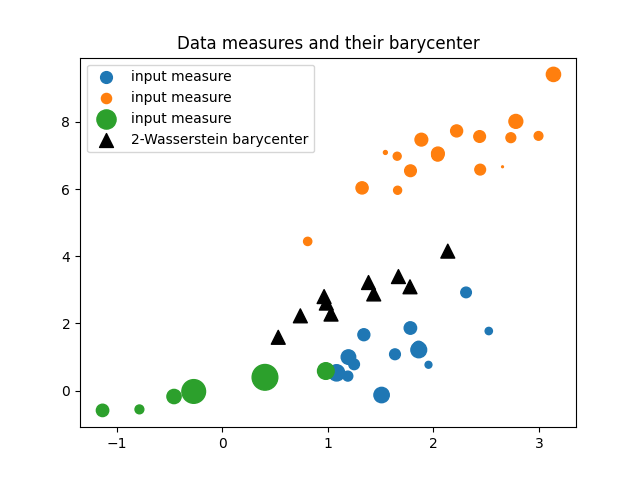 Data measures and their barycenter
input measure
input measure
input measure
2-Wasserstein barycenter
8
6
4
2
0
−1
0
1
2
3